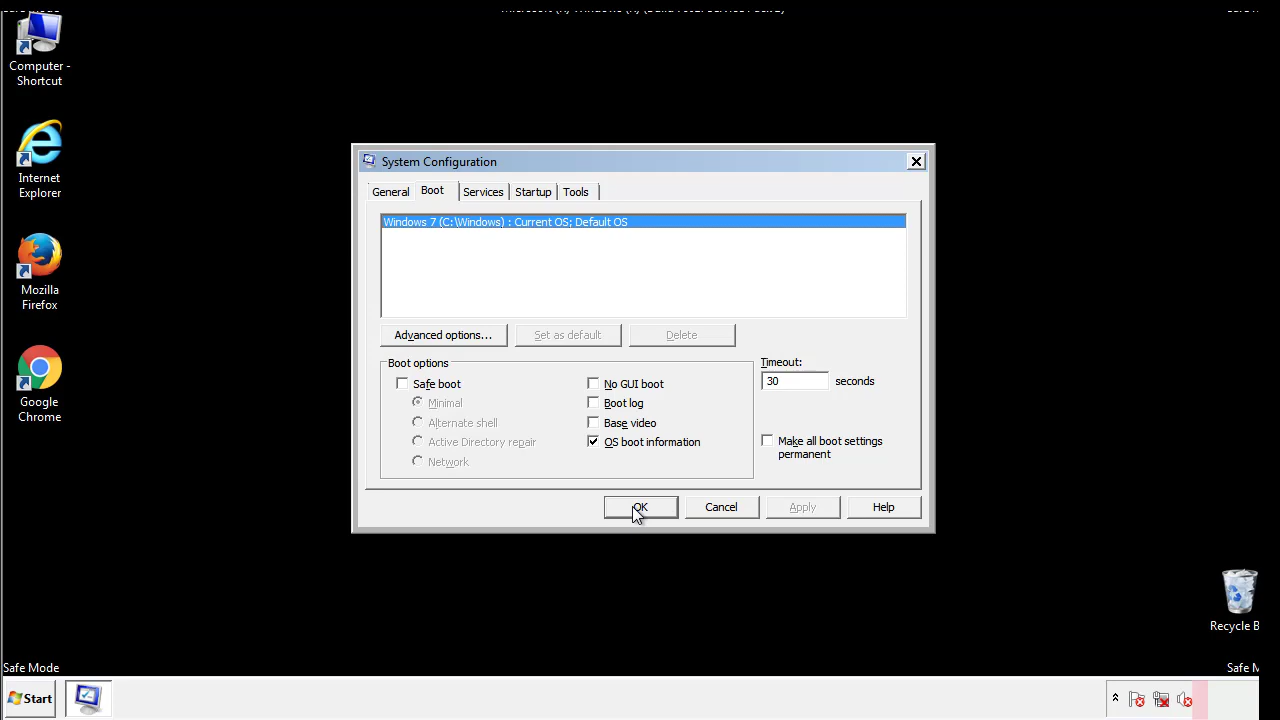 Computer -
Shortcut
Internet
Explorer
Mozilla
Firefox
Google
Chrome
System Configuration
General
Boot
Services
Startup
Tools
Windows 7 (C:\Windows) : Current OS; Default OS
Advanced options...
Set as default
Delete
Boot options
Safe boot
Minimal
Alternate shell
Active Directory repair
Network
No GUI boot
Boot log
Base video
OS boot information
Timeout:
30
seconds
Make all boot settings
permanent
OK
Cancel
Apply
Help
Recycle B
Safe Mode
Safe M
Start